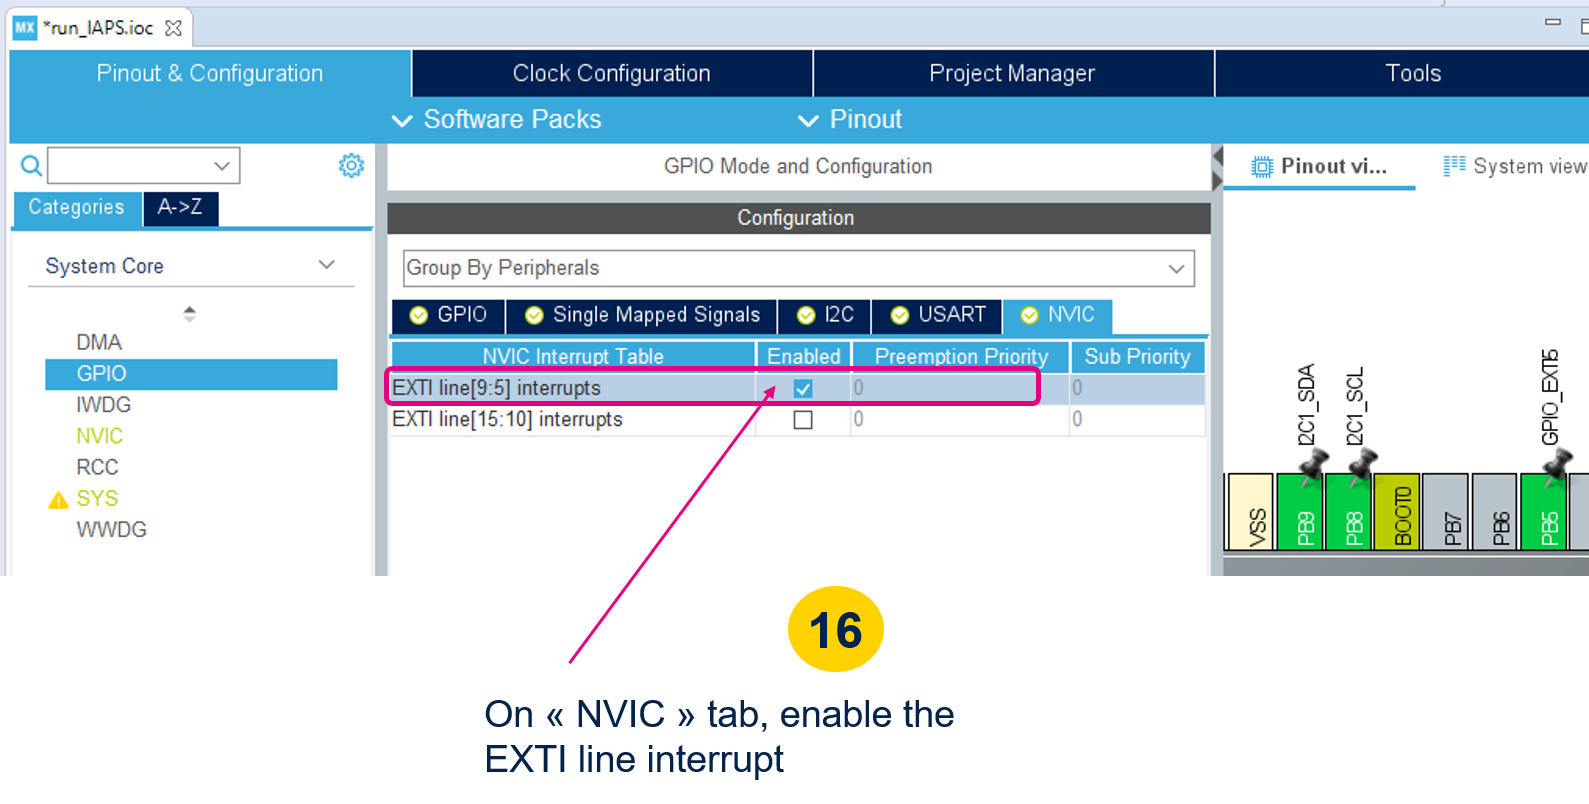 MX *run_IAPS.ioc
Pinout & Configuration
Clock Configuration
Project Manager
Tools
Software Packs
Pinout
GPIO Mode and Configuration
Pinout vi...
System view
Categories
A->Z
Configuration
System Core
Group By Peripherals
GPIO
Single Mapped Signals
I2C
USART
NVIC
DMA
GPIO
IWDG
NVIC
RCC
SYS
WWDG
NVIC Interrupt Table Enabled Preemption Priority Sub Priority
EXTI line[9:5] interrupts 0 0
EXTI line[15:10] interrupts 0 0
I2C1_SDA
I2C1_SCL
GPIO_EXTI5
VSS
PB9
PB8
BOOT0
PB7
PB6
PB5
16
On « NVIC » tab, enable the
EXTI line interrupt